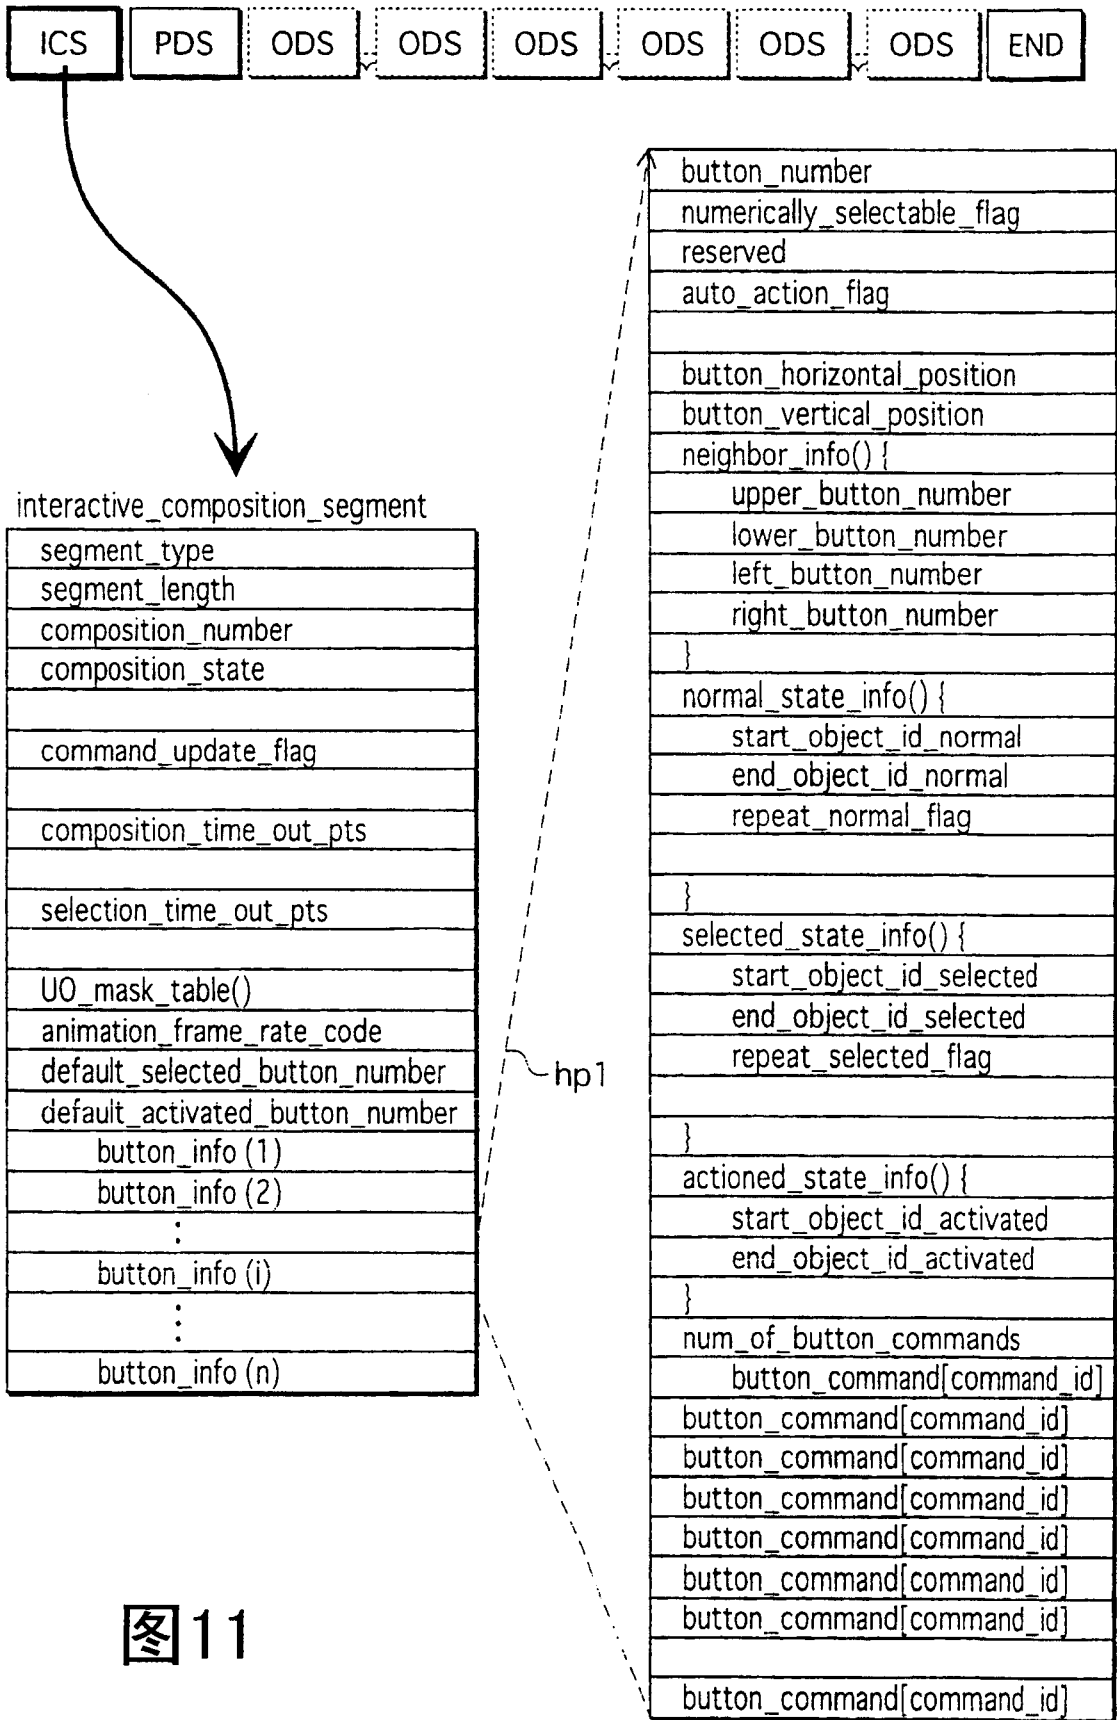 ICS PDS ODS ODS ODS ODS ODS ODS END
interactive_composition_segment
segment_type
segment_length
composition_number
composition_state
command_update_flag
composition_time_out_pts
selection_time_out_pts
UO_mask_table()
animation_frame_rate_code
default_selected_button_number
default_activated_button_number
button_info (1)
button_info (2)
⋮
button_info (i)
⋮
button_info (n)
hp1
button_number
numerically_selectable_flag
reserved
auto_action_flag
button_horizontal_position
button_vertical_position
neighbor_info() {
upper_button_number
lower_button_number
left_button_number
right_button_number
}
normal_state_info() {
start_object_id_normal
end_object_id_normal
repeat_normal_flag
}
selected_state_info() {
start_object_id_selected
end_object_id_selected
repeat_selected_flag
}
actioned_state_info() {
start_object_id_activated
end_object_id_activated
}
num_of_button_commands
button_command[command_id]
button_command[command_id]
button_command[command_id]
button_command[command_id]
button_command[command_id]
button_command[command_id]
button_command[command_id]
button_command[command_id]
图11